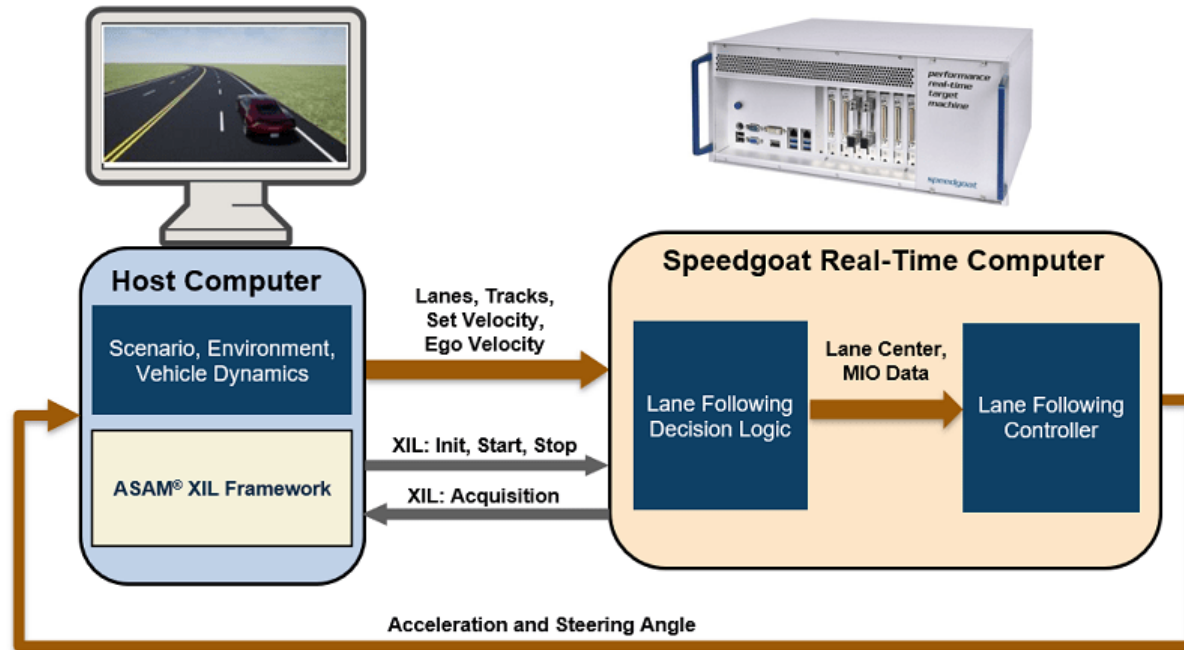 performance
real-time
target
machine
speedgoat
Host Computer
Scenario, Environment,
Vehicle Dynamics
ASAM® XIL Framework
Lanes, Tracks,
Set Velocity,
Ego Velocity
XIL: Init, Start, Stop
XIL: Acquisition
Speedgoat Real-Time Computer
Lane Following
Decision Logic
Lane Center,
MIO Data
Lane Following
Controller
Acceleration and Steering Angle